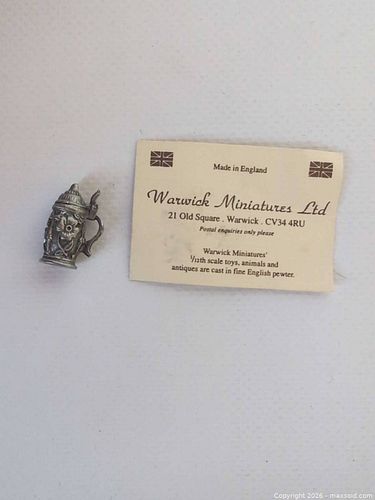 Made in England
Warwick Miniatures Ltd
21 Old Square . Warwick . CV34 4RU
Postal enquiries only please
Warwick Miniatures'
1/12th scale toys, animals and
antiques are cast in fine English pewter.
Copyright 2026 - maxsold.com